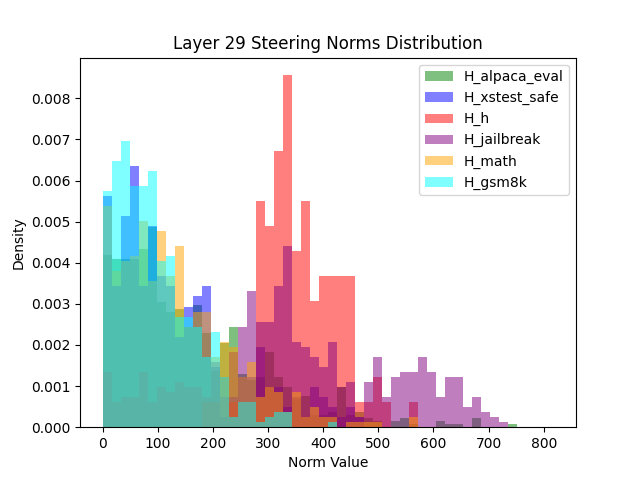 Layer 29 Steering Norms Distribution
H_alpaca_eval
H_xstest_safe
H_h
H_jailbreak
H_math
H_gsm8k
0.008
0.007
0.006
0.005
0.004
0.003
0.002
0.001
0.000
Density
0 100 200 300 400 500 600 700 800
Norm Value